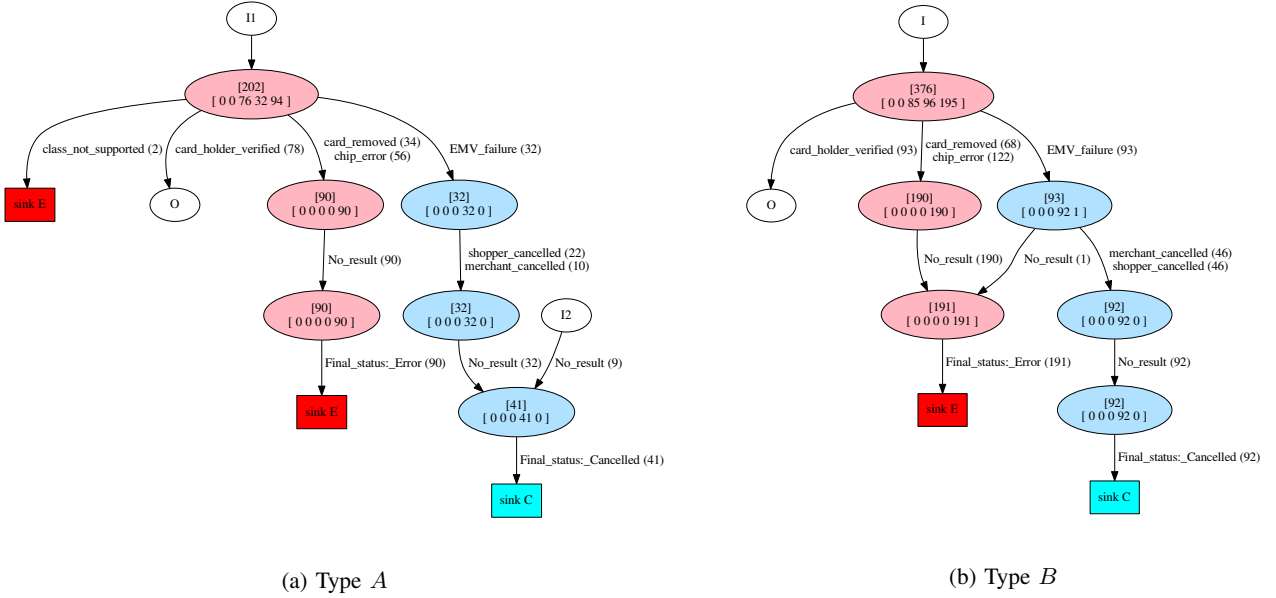 I1
[202]
[ 0 0 76 32 94 ]
class_not_supported (2)
card_holder_verified (78)
card_removed (34)
chip_error (56)
EMV_failure (32)
sink E
O
[90]
[ 0 0 0 0 90 ]
[32]
[ 0 0 0 32 0 ]
No_result (90)
shopper_cancelled (22)
merchant_cancelled (10)
[90]
[ 0 0 0 0 90 ]
[32]
[ 0 0 0 32 0 ]
I2
Final_status:_Error (90)
No_result (32)
No_result (9)
sink E
[41]
[ 0 0 0 41 0 ]
Final_status:_Cancelled (41)
sink C
(a) Type A
I
[376]
[ 0 0 85 96 195 ]
card_holder_verified (93)
card_removed (68)
chip_error (122)
EMV_failure (93)
O
[190]
[ 0 0 0 0 190 ]
[93]
[ 0 0 0 92 1 ]
No_result (190)
No_result (1)
merchant_cancelled (46)
shopper_cancelled (46)
[191]
[ 0 0 0 0 191 ]
[92]
[ 0 0 0 92 0 ]
Final_status:_Error (191)
No_result (92)
sink E
[92]
[ 0 0 0 92 0 ]
Final_status:_Cancelled (92)
sink C
(b) Type B